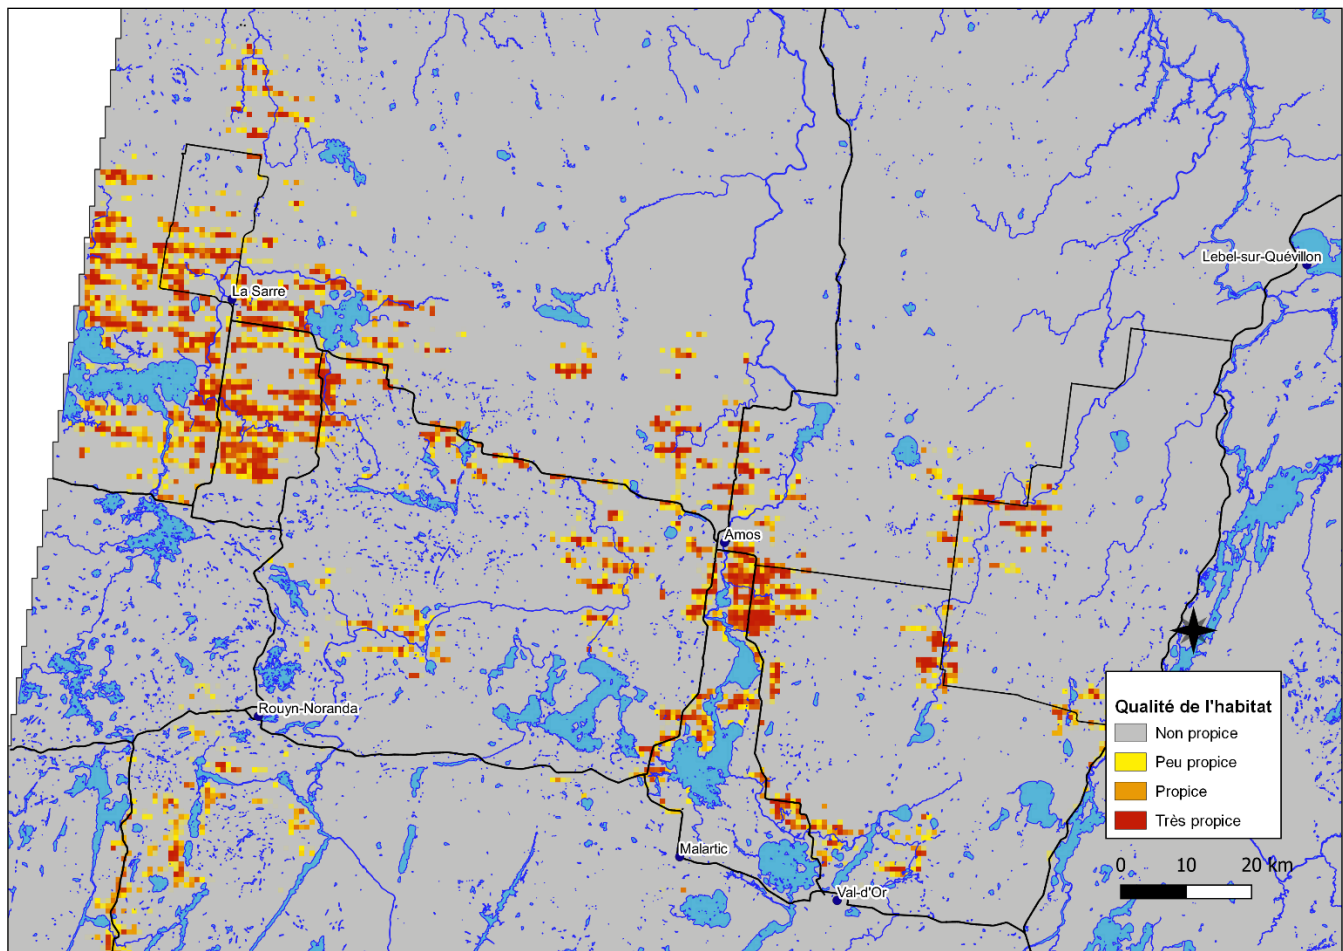 Lebel-sur-Quévillon
La Sarre
Amos
Rouyn-Noranda
Malartic
Val-d'Or
Qualité de l'habitat
Non propice
Peu propice
Propice
Très propice
0 10 20 km